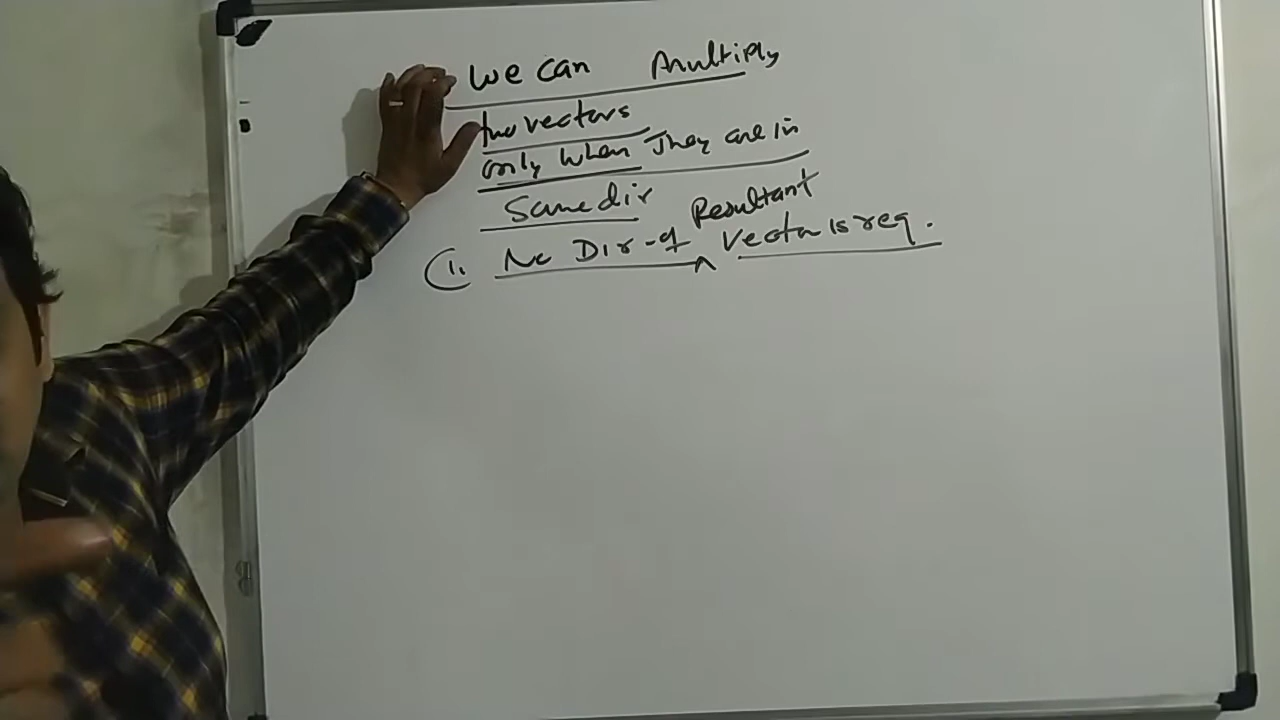 We can Multiply
two vectors
only when They are in
Same dir
(1. No Dir-of Resultant Vector is req.